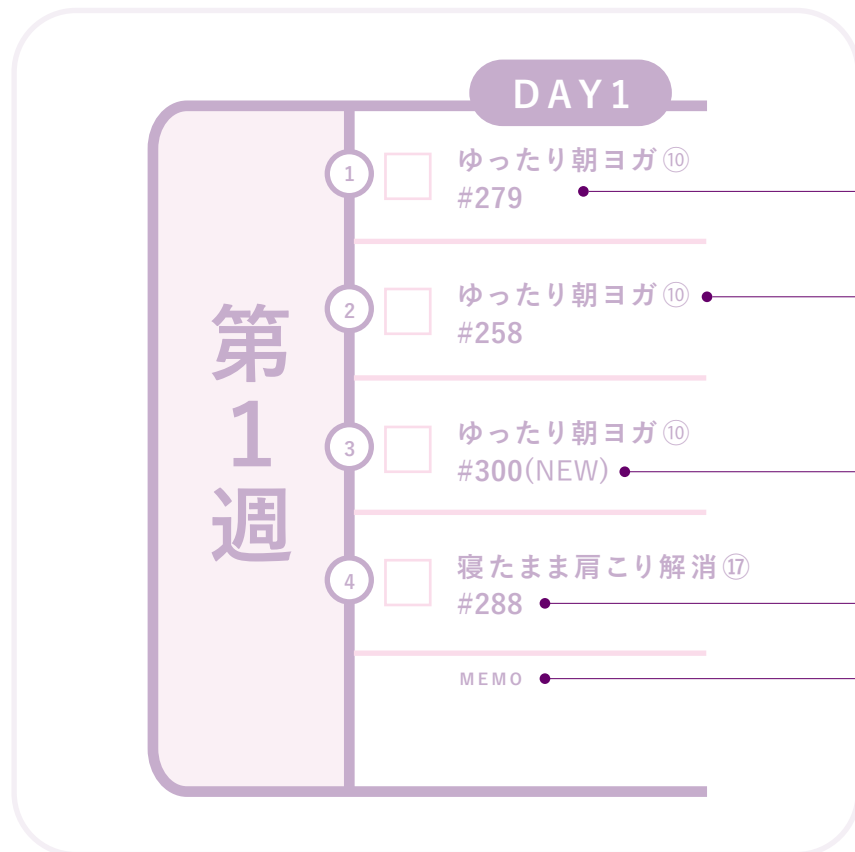 DAY1
第1週
1
ゆったり朝ヨガ⑩
#279
2
ゆったり朝ヨガ⑩
#258
3
ゆったり朝ヨガ⑩
#300(NEW)
4
寝たまま肩こり解消⑰
#288
MEMO